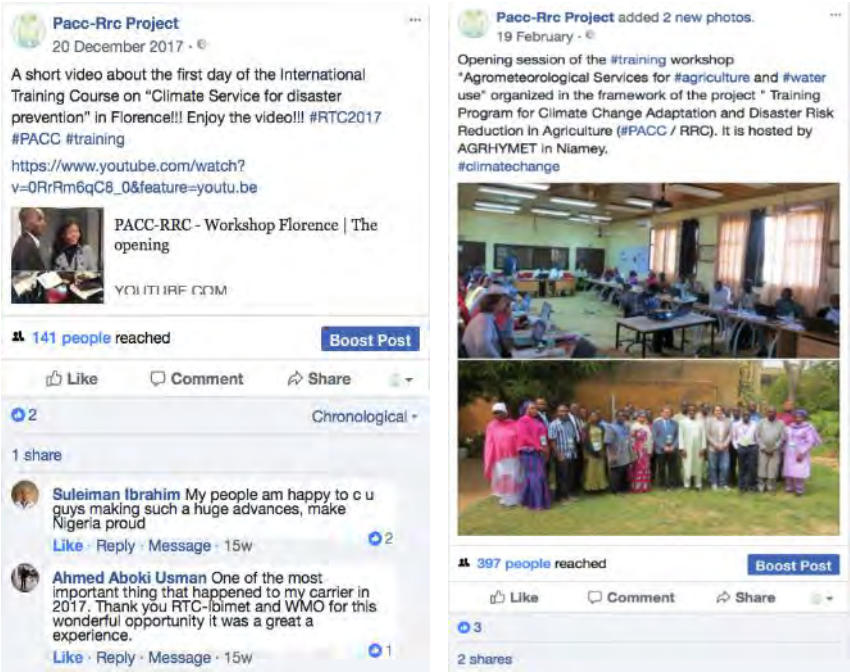 Pacc-Rrc Project
20 December 2017 ·
A short video about the first day of the International
Training Course on “Climate Service for disaster
prevention” in Florence!!! Enjoy the video!!! #RTC2017
#PACC #training
https://www.youtube.com/watch?
v=0RrRm6qC8_0&feature=youtu.be
PACC-RRC - Workshop Florence | The
opening
YOUTUBE.COM
141 people reached
Boost Post
Like Comment Share
2 Chronological
1 share
Suleiman Ibrahim My people am happy to c u
guys making such a huge advances, make
Nigeria proud
Like · Reply · Message · 15w
2
Ahmed Aboki Usman One of the most
important thing that happened to my carrier in
2017. Thank you RTC-Ibimet and WMO for this
wonderful opportunity it was a great a
experience.
Like · Reply · Message · 15w
1
Pacc-Rrc Project added 2 new photos.
19 February ·
Opening session of the #training workshop
"Agrometeorological Services for #agriculture and #water
use" organized in the framework of the project " Training
Program for Climate Change Adaptation and Disaster Risk
Reduction in Agriculture (#PACC / RRC). It is hosted by
AGRHYMET in Niamey.
#climatechange
397 people reached
Boost Post
Like Comment Share
3
2 shares